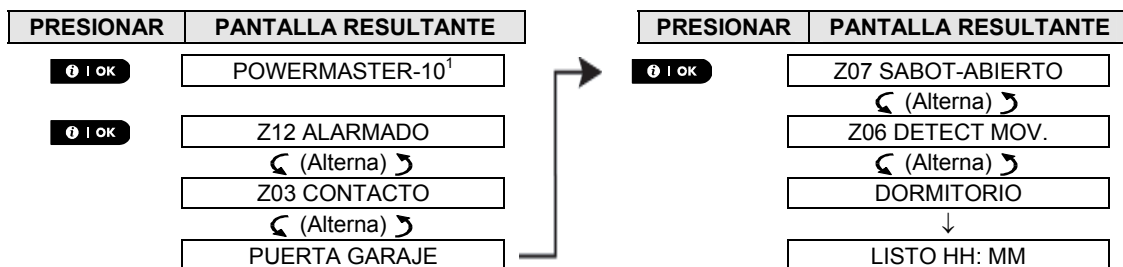 PRESIONAR PANTALLA RESULTANTE
OK POWERMASTER-10¹
OK Z12 ALARMADO
(Alterna)
Z03 CONTACTO
(Alterna)
PUERTA GARAJE
PRESIONAR PANTALLA RESULTANTE
OK Z07 SABOT-ABIERTO
(Alterna)
Z06 DETECT MOV.
(Alterna)
DORMITORIO
↓
LISTO HH: MM